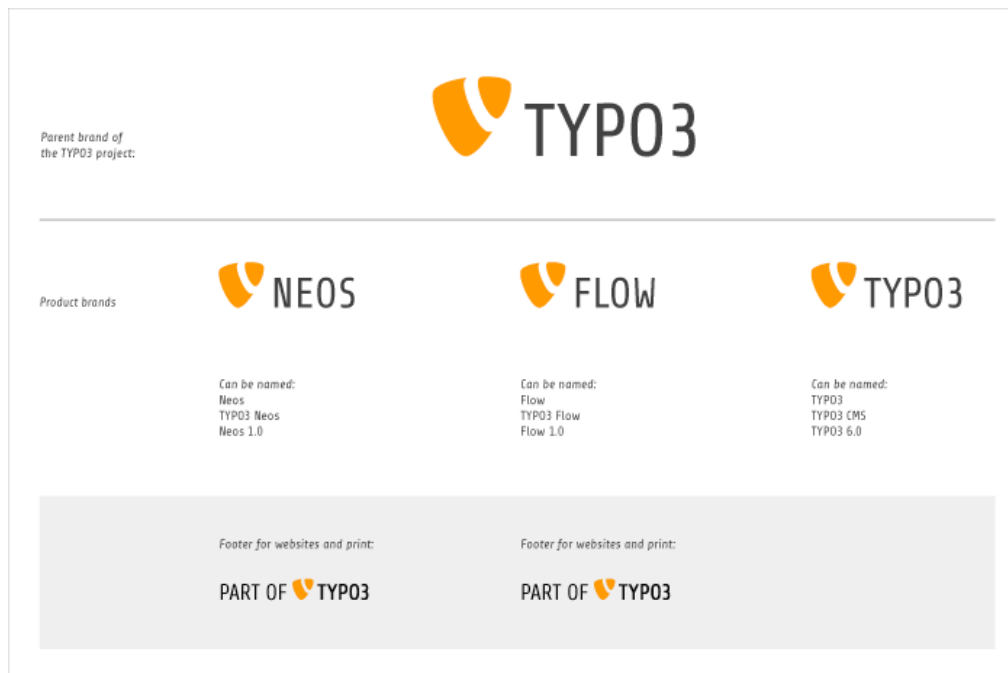 TYPO3
Parent brand of
the TYPO3 project:
Product brands
NEOS
FLOW
TYPO3
Can be named:
Neos
TYPO3 Neos
Neos 1.0
Can be named:
Flow
TYPO3 Flow
Flow 1.0
Can be named:
TYPO3
TYPO3 CMS
TYPO3 6.0
Footer for websites and print:
PART OF TYPO3
Footer for websites and print:
PART OF TYPO3